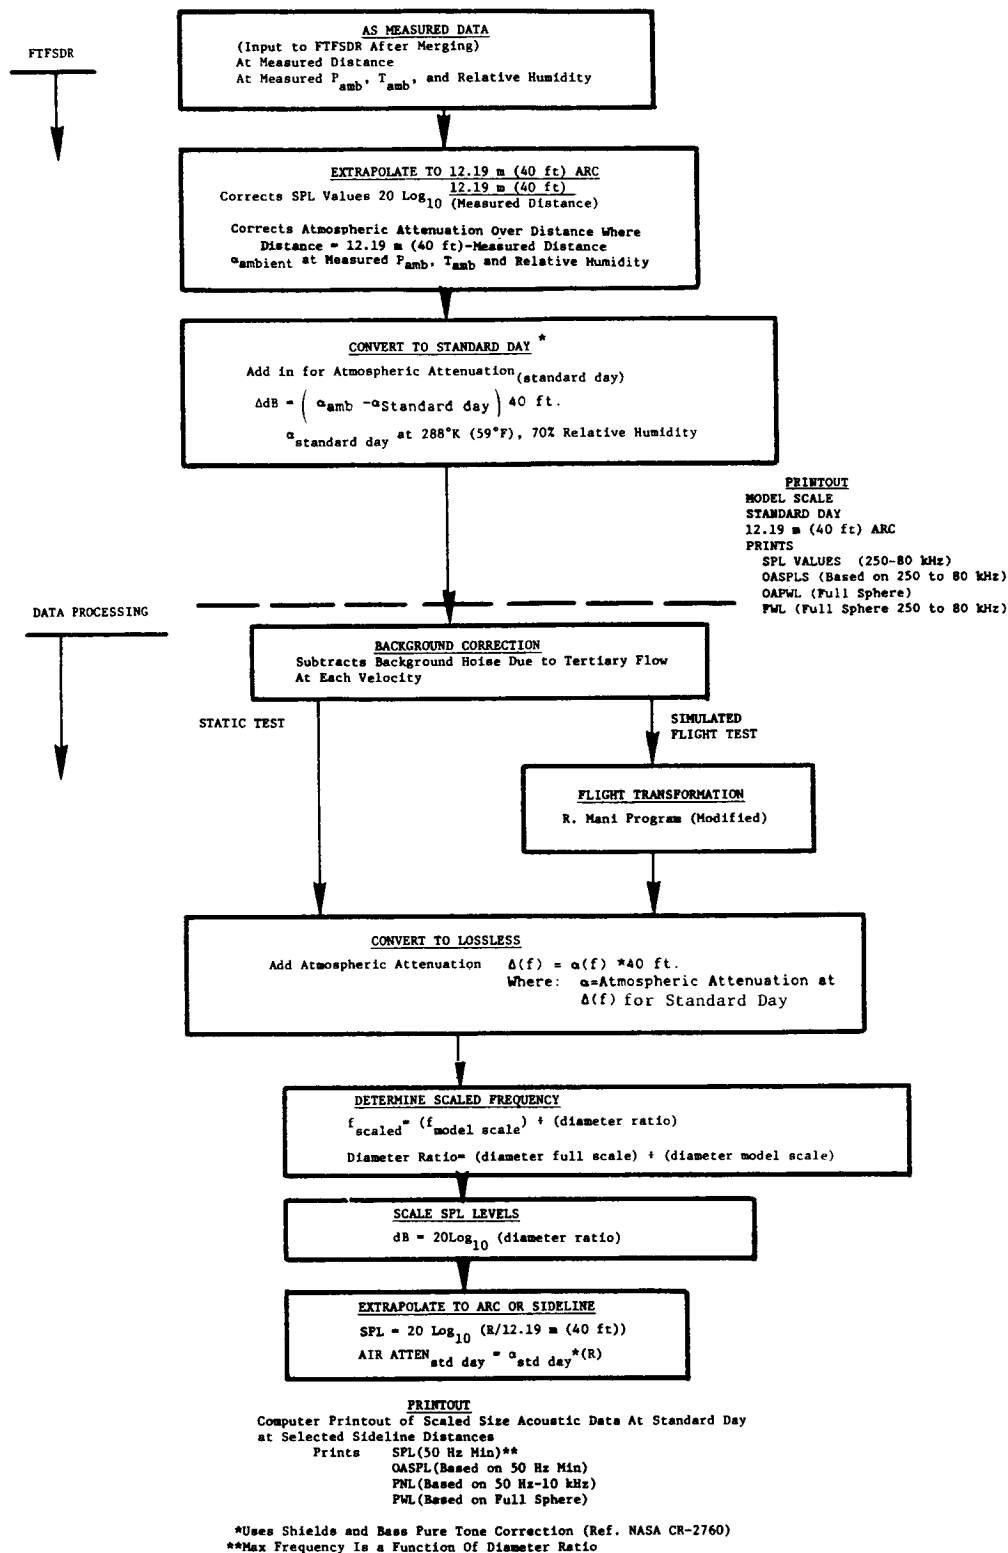 FTFSDR
AS MEASURED DATA
(Input to FTFSDR After Merging)
At Measured Distance
At Measured P_amb, T_amb, and Relative Humidity
EXTRAPOLATE TO 12.19 m (40 ft) ARC
Corrects SPL Values 20 Log_10 12.19 m (40 ft)
(Measured Distance)
Corrects Atmospheric Attenuation Over Distance Where
Distance = 12.19 m (40 ft)-Measured Distance
α_ambient at Measured P_amb, T_amb and Relative Humidity
CONVERT TO STANDARD DAY *
Add in for Atmospheric Attenuation_(standard day)
ΔdB = ( α_amb -α_Standard day ) 40 ft.
α_standard day at 288°K (59°F), 70% Relative Humidity
PRINTOUT
MODEL SCALE
STANDARD DAY
12.19 m (40 ft) ARC
PRINTS
SPL VALUES (250-80 kHz)
OASPLS (Based on 250 to 80 kHz)
OAPWL (Full Sphere)
PWL (Full Sphere 250 to 80 kHz)
DATA PROCESSING
BACKGROUND CORRECTION
Subtracts Background Noise Due to Tertiary Flow
At Each Velocity
STATIC TEST
SIMULATED
FLIGHT TEST
FLIGHT TRANSFORMATION
R. Mani Program (Modified)
CONVERT TO LOSSLESS
Add Atmospheric Attenuation Δ(f) = α(f) *40 ft.
Where: α=Atmospheric Attenuation at
Δ(f) for Standard Day
DETERMINE SCALED FREQUENCY
f_scaled= (f_model scale) ÷ (diameter ratio)
Diameter Ratio= (diameter full scale) ÷ (diameter model scale)
SCALE SPL LEVELS
dB = 20Log_10 (diameter ratio)
EXTRAPOLATE TO ARC OR SIDELINE
SPL = 20 Log_10 (R/12.19 m (40 ft))
AIR ATTEN_std day = α_std day*(R)
PRINTOUT
Computer Printout of Scaled Size Acoustic Data At Standard Day
at Selected Sideline Distances
Prints SPL(50 Hz Min)**
OASPL(Based on 50 Hz Min)
PNL(Based on 50 Hz-10 kHz)
PWL(Based on Full Sphere)
*Uses Shields and Bass Pure Tone Correction (Ref. NASA CR-2760)
**Max Frequency Is a Function Of Diameter Ratio